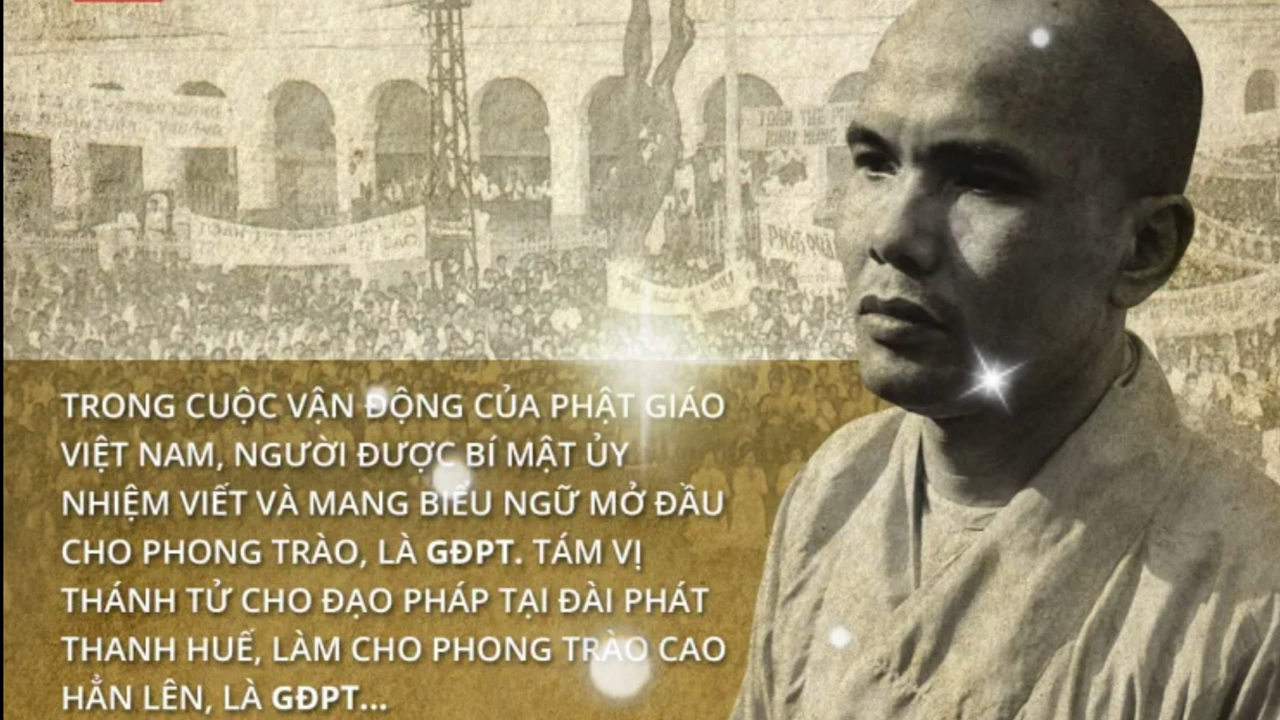 TRONG CUỘC VẬN ĐỘNG CỦA PHẬT GIÁO
VIỆT NAM, NGƯỜI ĐƯỢC BÍ MẬT ỦY
NHIỆM VIẾT VÀ MANG BIỂU NGỮ MỞ ĐẦU
CHO PHONG TRÀO, LÀ GĐPT. TÁM VỊ
THÁNH TỬ CHO ĐẠO PHÁP TẠI ĐÀI PHÁT
THANH HUẾ, LÀM CHO PHONG TRÀO CAO
HẲN LÊN, LÀ GĐPT...